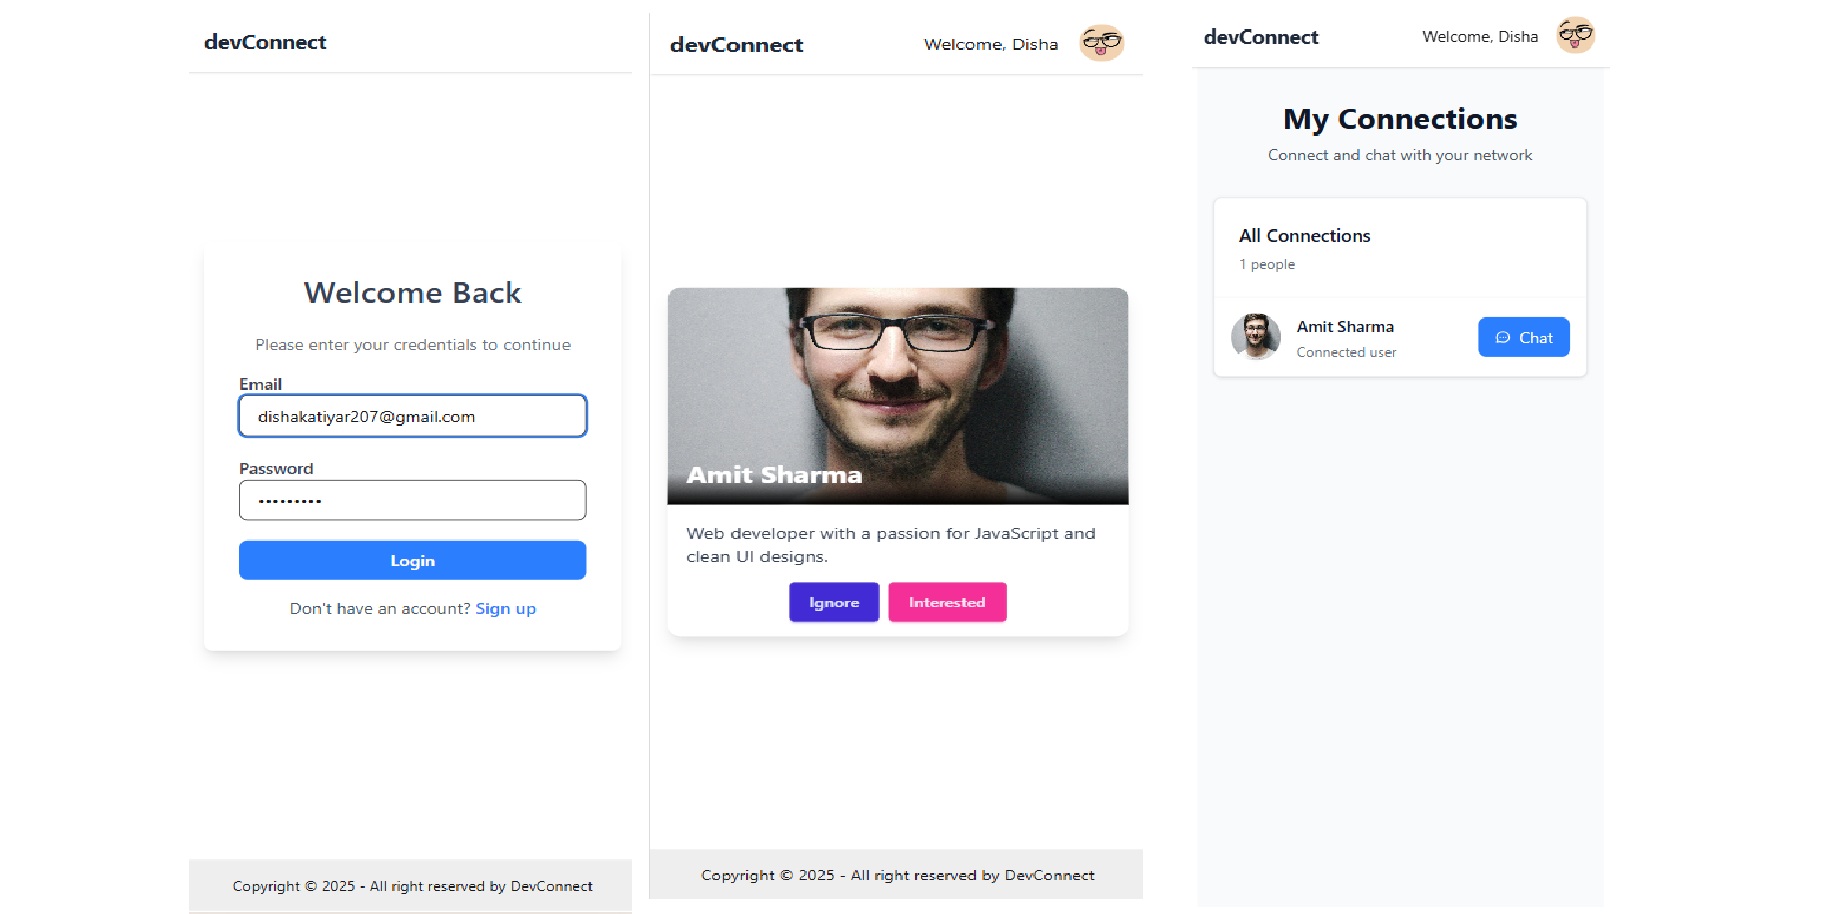 devConnect
Welcome Back
Please enter your credentials to continue
Email
dishakatiyar207@gmail.com
Password
•••••••••
Login
Don't have an account? Sign up
Copyright © 2025 - All right reserved by DevConnect
devConnect
Welcome, Disha
Amit Sharma
Web developer with a passion for JavaScript and
clean UI designs.
Ignore
Interested
Copyright © 2025 - All right reserved by DevConnect
devConnect
Welcome, Disha
My Connections
Connect and chat with your network
All Connections
1 people
Amit Sharma
Connected user
Chat